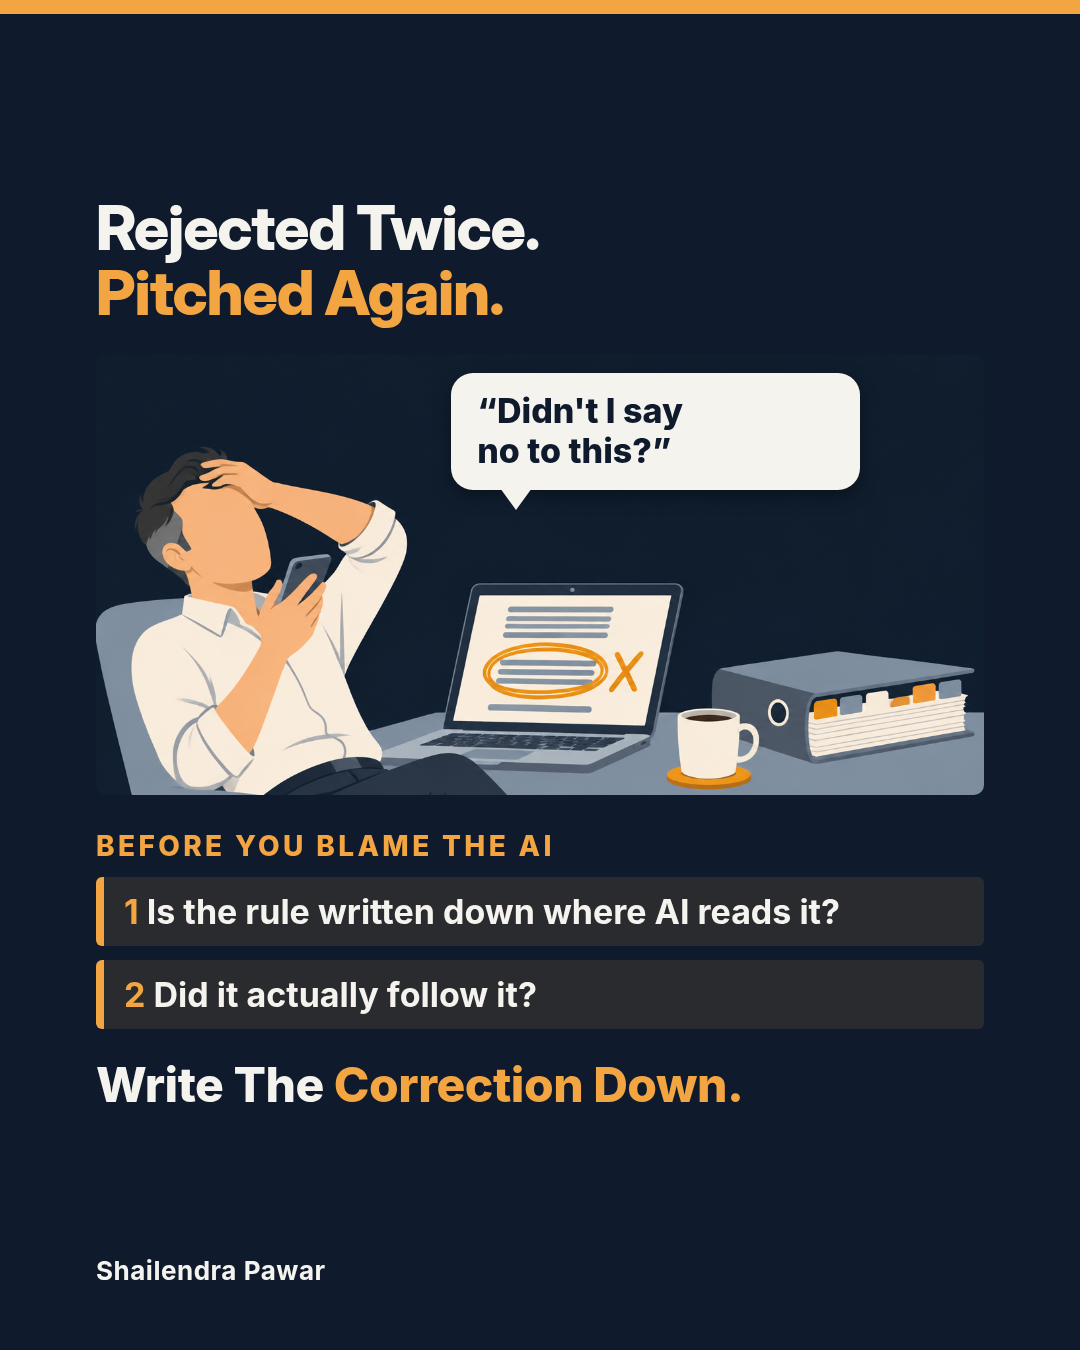 Rejected Twice.
Pitched Again.
“Didn't I say
no to this?”
BEFORE YOU BLAME THE AI
1 Is the rule written down where AI reads it?
2 Did it actually follow it?
Write The Correction Down.
Shailendra Pawar